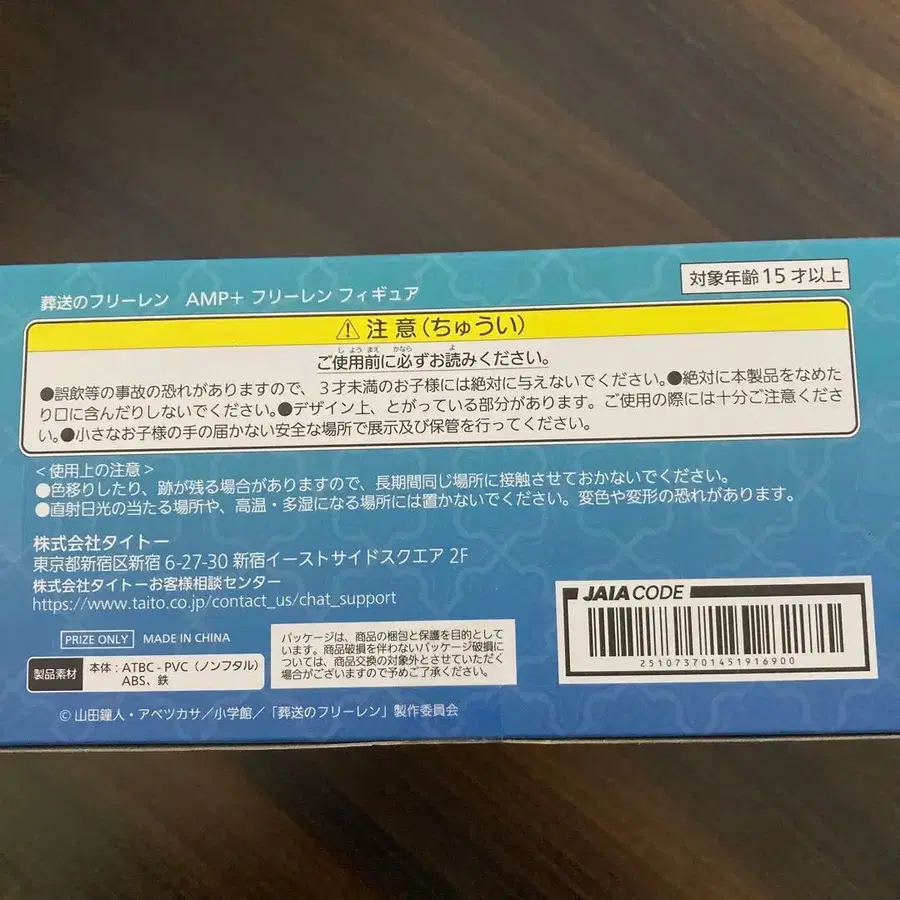 葬送のフリーレン AMP+ フリーレン フィギュア
対象年齢15才以上
⚠注意(ちゅうい)
ご使用前に必ずお読みください。
●誤飲等の事故の恐れがありますので、3才未満のお子様には絶対に与えないでください。●絶対に本製品をなめた
り口に含んだりしないでください。●デザイン上、とがっている部分があります。ご使用の際には十分ご注意くださ
い。●小さなお子様の手の届かない安全な場所で展示及び保管を行ってください。
<使用上の注意>
●色移りしたり、跡が残る場合がありますので、長期間同じ場所に接触させておかないでください。
●直射日光の当たる場所や、高温・多湿になる場所には置かないでください。変色や変形の恐れがあります。
株式会社タイトー
東京都新宿区新宿 6-27-30 新宿イーストサイドスクエア 2F
株式会社タイトーお客様相談センター
https://www.taito.co.jp/contact_us/chat_support
PRIZE ONLY MADE IN CHINA
製品素材 本体:ATBC-PVC(ノンフタル)
ABS、鉄
パッケージは、商品の梱包と保護を目的として
います。商品破損を伴わないパッケージ破損に
ついては、商品交換の対象外とさせていただく
場合がございますので予めご了承ください。
JAIA CODE
251073701451916900
© 山田鐘人・アベツカサ/小学館/「葬送のフリーレン」製作委員会